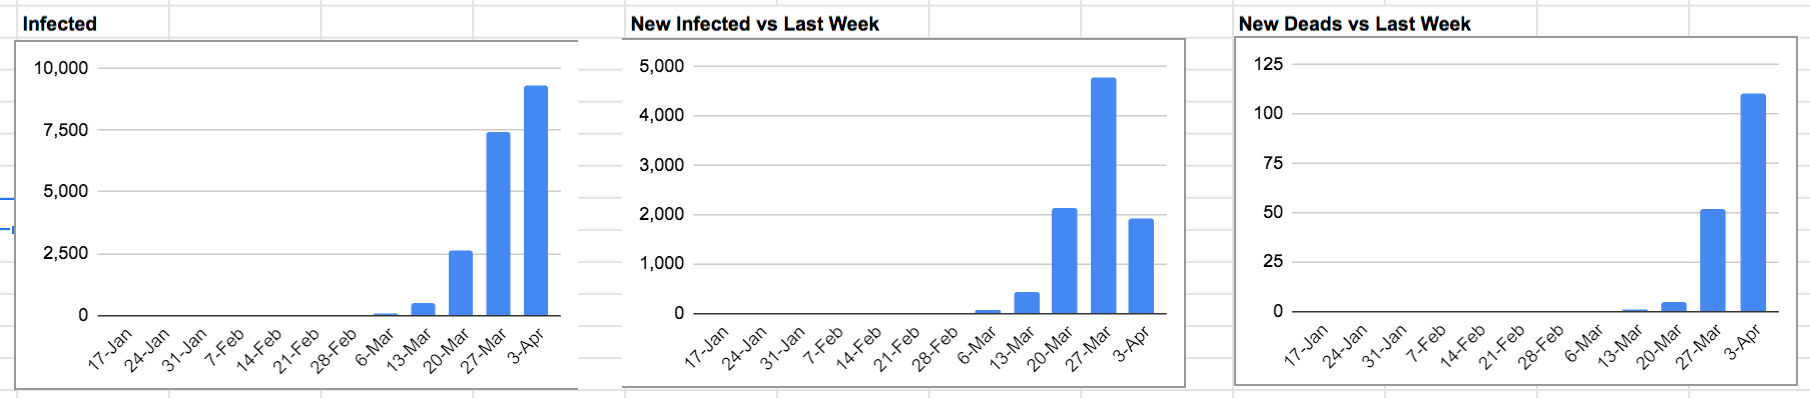 Infected
10,000
7,500
5,000
2,500
0
17-Jan
24-Jan
31-Jan
7-Feb
14-Feb
21-Feb
28-Feb
6-Mar
13-Mar
20-Mar
27-Mar
3-Apr
New Infected vs Last Week
5,000
4,000
3,000
2,000
1,000
0
17-Jan
24-Jan
31-Jan
7-Feb
14-Feb
21-Feb
28-Feb
6-Mar
13-Mar
20-Mar
27-Mar
3-Apr
New Deads vs Last Week
125
100
75
50
25
0
17-Jan
24-Jan
31-Jan
7-Feb
14-Feb
21-Feb
28-Feb
6-Mar
13-Mar
20-Mar
27-Mar
3-Apr